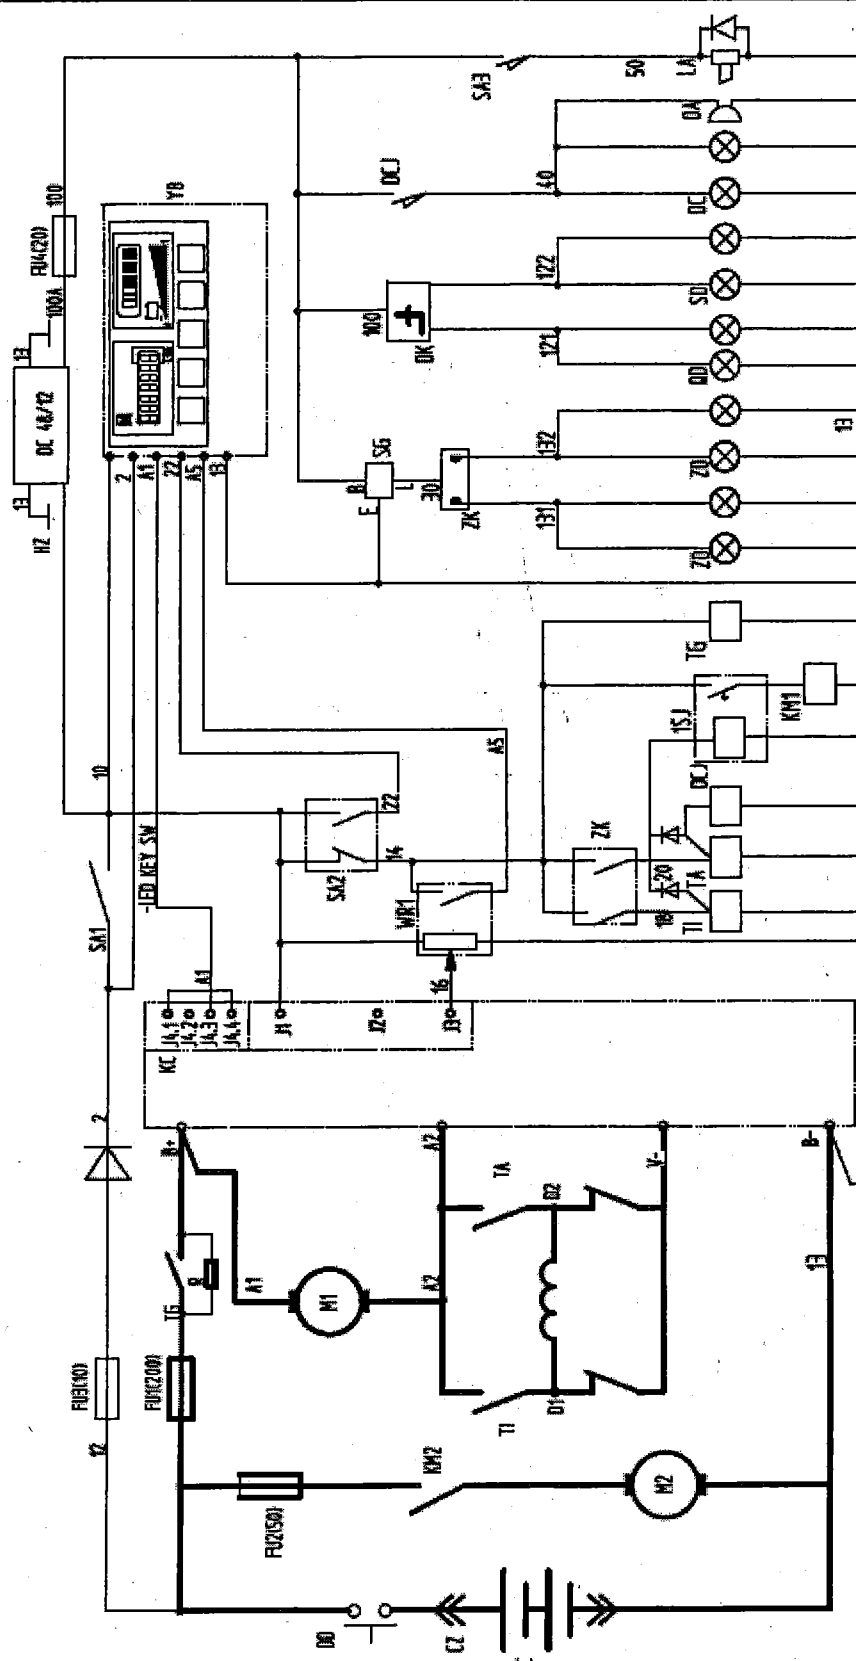 LA
50
SA3
DA
DCJ
40
DC
FU4(20)
100
YB
100A
122
SD
100
DK
121
QD
13
DC 48/12
13
HZ
2
A1
22
A5
13
SG
B
L
E
30
ZK
132
ZD
131
ZD
13
10
A5
TG
1SJ
KM1
-LED KEY SW
SA1
SA2
22
14
ZK
DCJ
20
TA
18
TI
WR1
16
A1
J4.1
J4.2
J4.3
J4.4
KC
J1
J2
J3
2
B+
A2
V-
B-
TA
D2
TG
R
A1
M1
A2
13
FU3(10)
FU1(200)
TI
D1
12
FU2(50)
KM2
M2
DD
CZ